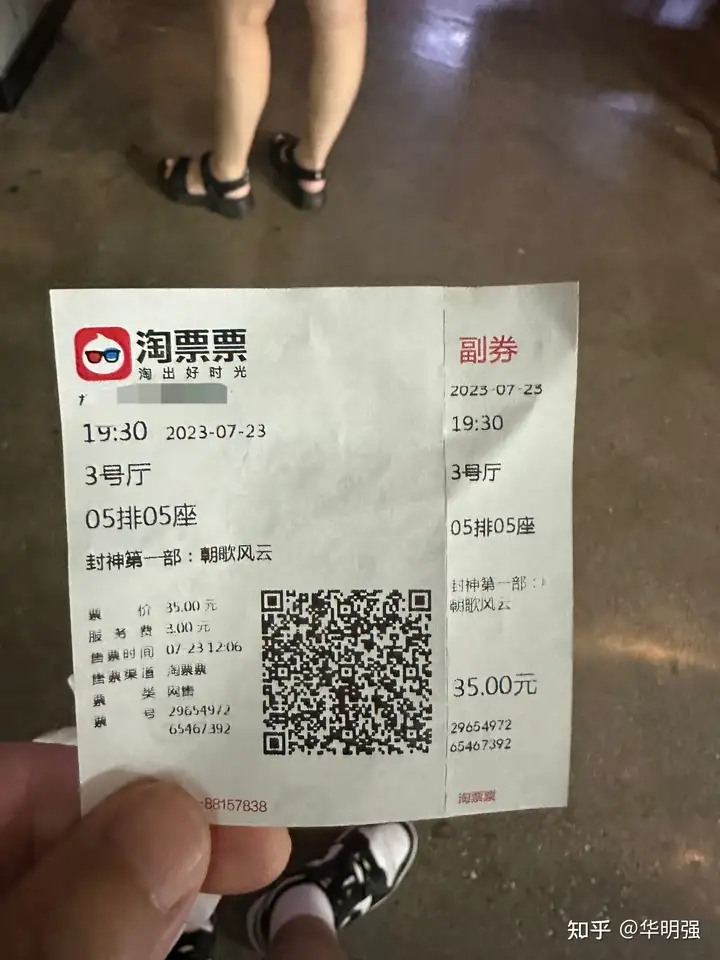 淘票票
淘出好时光
19:30 2023-07-23
3号厅
05排05座
封神第一部：朝歌风云
票价 35.00元
服务费 3.00元
售票时间 07-23 12:06
售票渠道 淘票票
票类 网售
票号 29654972
65467392
-88157838
副券
2023-07-23
19:30
3号厅
05排05座
封神第一部：
朝歌风云
35.00元
29654972
65467392
淘票票
知乎 @华明强